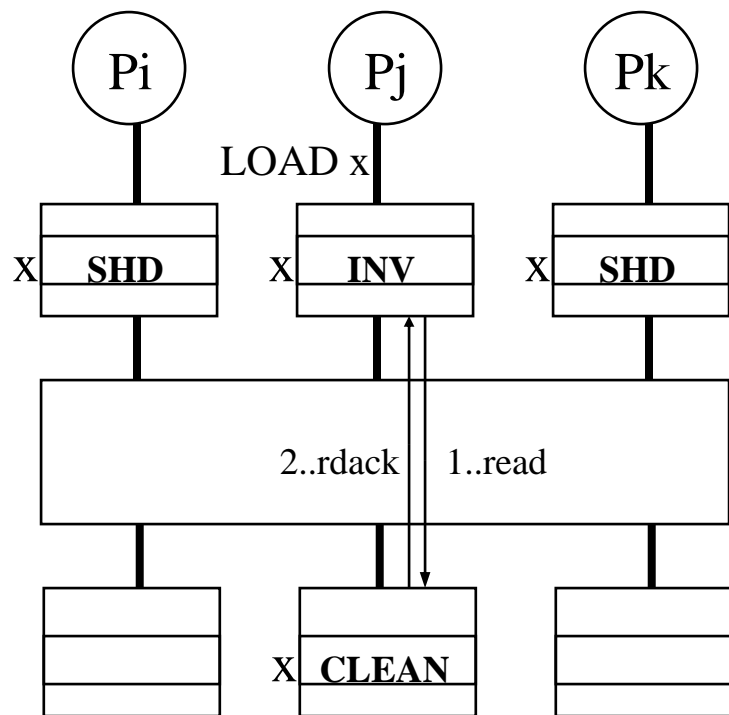 Pi
Pj
Pk
LOAD x
X SHD
X INV
X SHD
2..rdack
1..read
X CLEAN